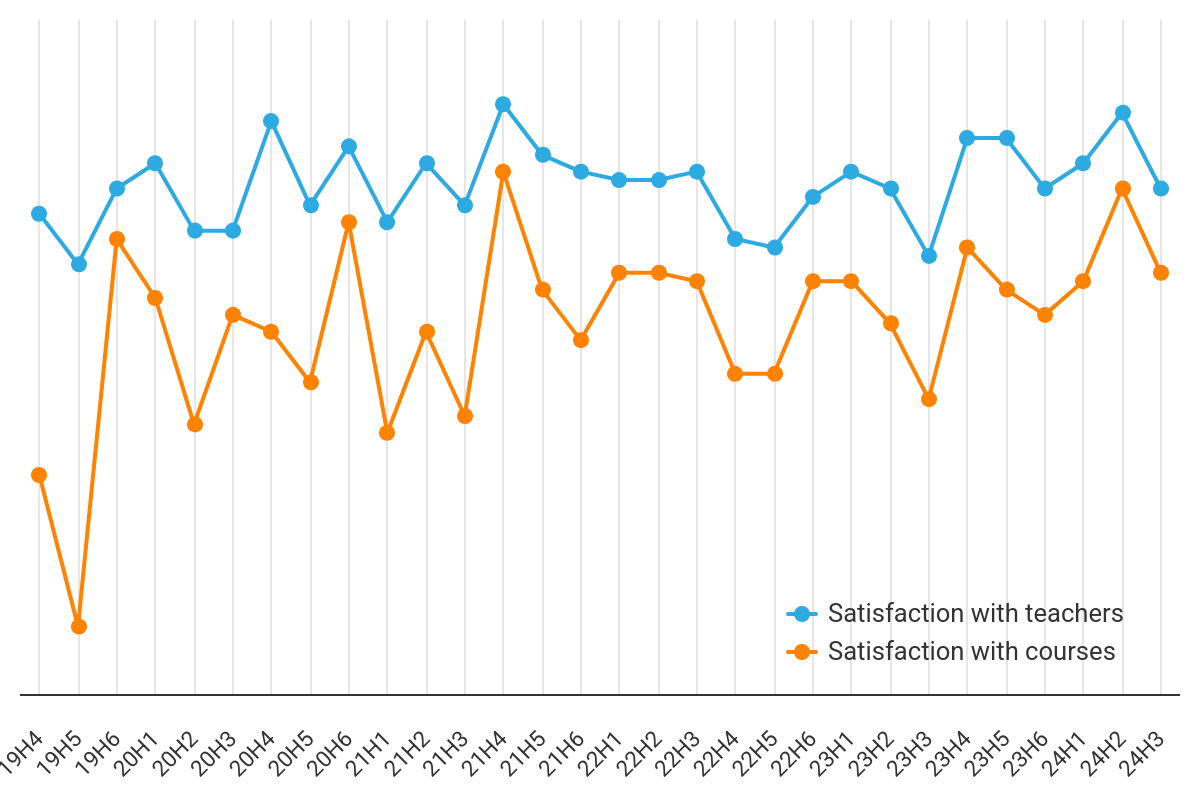 Satisfaction with teachers
Satisfaction with courses
19H4
19H5
19H6
20H1
20H2
20H3
20H4
20H5
20H6
21H1
21H2
21H3
21H4
21H5
21H6
22H1
22H2
22H3
22H4
22H5
22H6
23H1
23H2
23H3
23H4
23H5
23H6
24H1
24H2
24H3